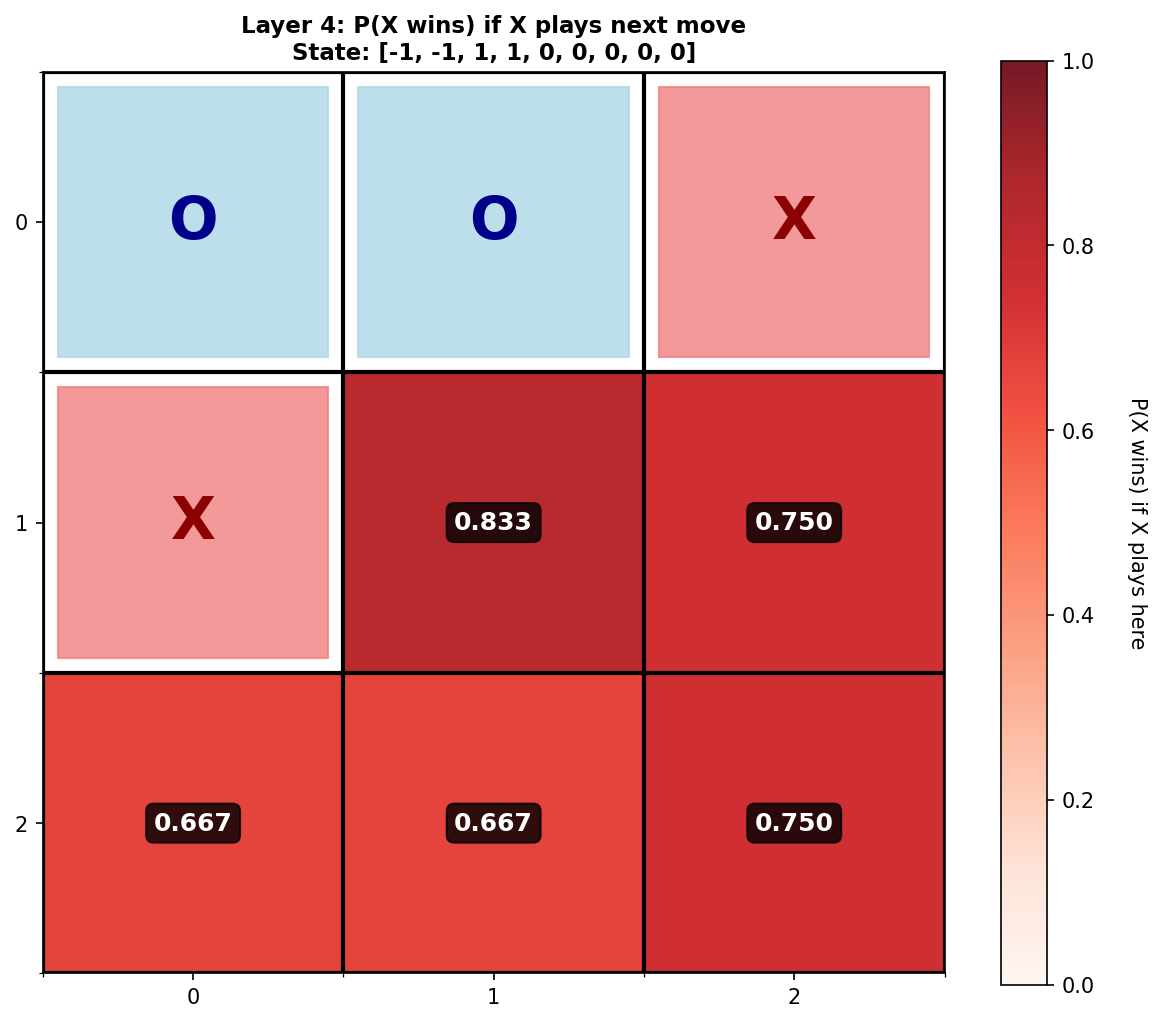 Layer 4: P(X wins) if X plays next move
State: [-1, -1, 1, 1, 0, 0, 0, 0, 0]
0
O
O
X
1
X
0.833
0.750
2
0.667
0.667
0.750
0
1
2
1.0
0.8
0.6
0.4
0.2
0.0
P(X wins) if X plays here